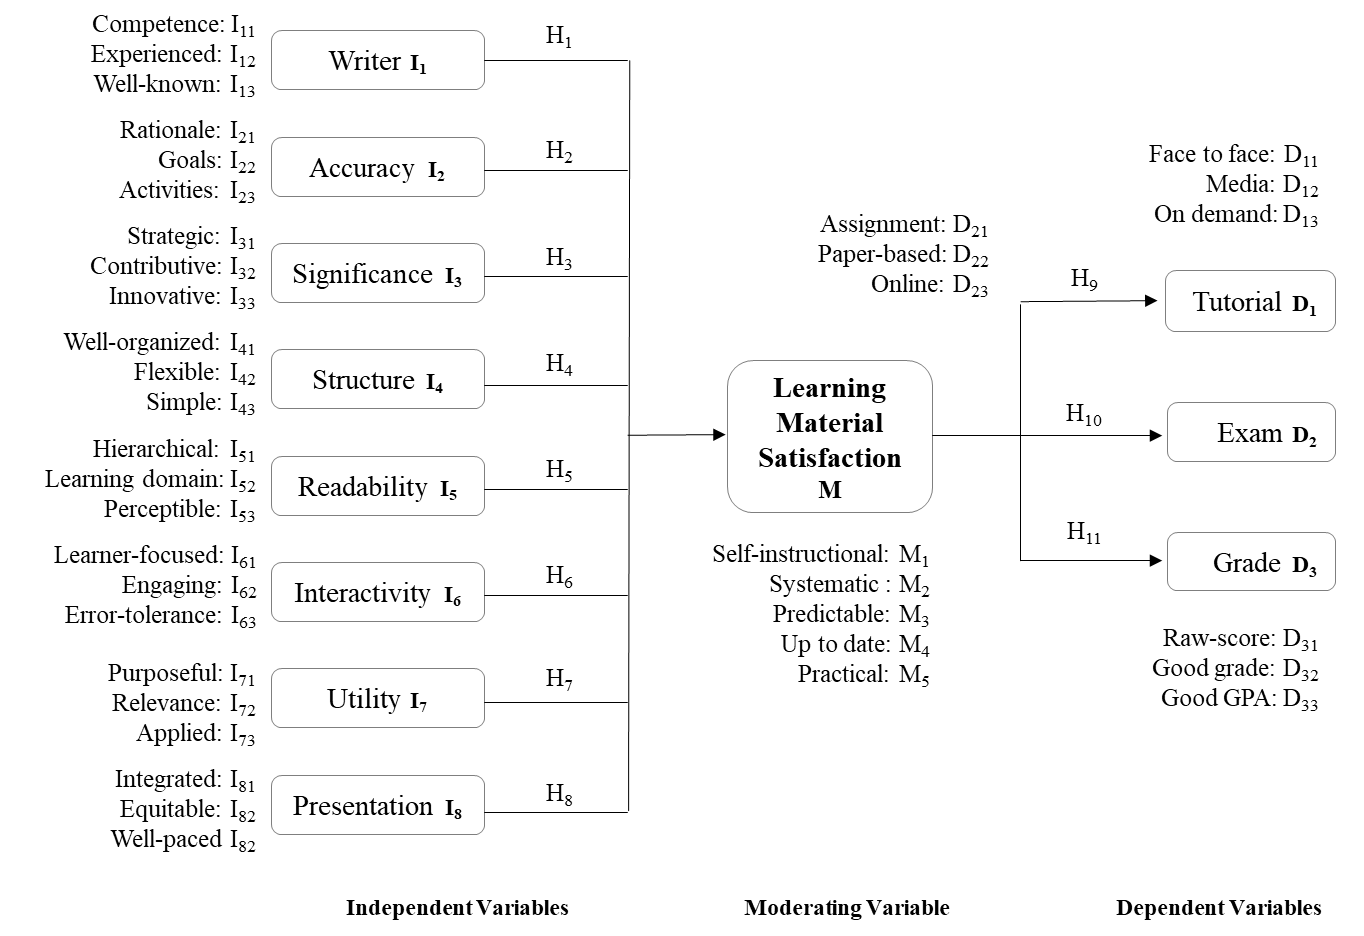 Competence: I11
Experienced: I12
Well-known: I13
Writer I1
H1
Rationale: I21
Goals: I22
Activities: I23
Accuracy I2
H2
Strategic: I31
Contributive: I32
Innovative: I33
Significance I3
H3
Well-organized: I41
Flexible: I42
Simple: I43
Structure I4
H4
Hierarchical: I51
Learning domain: I52
Perceptible: I53
Readability I5
H5
Learner-focused: I61
Engaging: I62
Error-tolerance: I63
Interactivity I6
H6
Purposeful: I71
Relevance: I72
Applied: I73
Utility I7
H7
Integrated: I81
Equitable: I82
Well-paced I82
Presentation I8
H8
Learning
Material
Satisfaction
M
Self-instructional: M1
Systematic : M2
Predictable: M3
Up to date: M4
Practical: M5
Assignment: D21
Paper-based: D22
Online: D23
Face to face: D11
Media: D12
On demand: D13
H9
Tutorial D1
H10
Exam D2
H11
Grade D3
Raw-score: D31
Good grade: D32
Good GPA: D33
Independent Variables
Moderating Variable
Dependent Variables